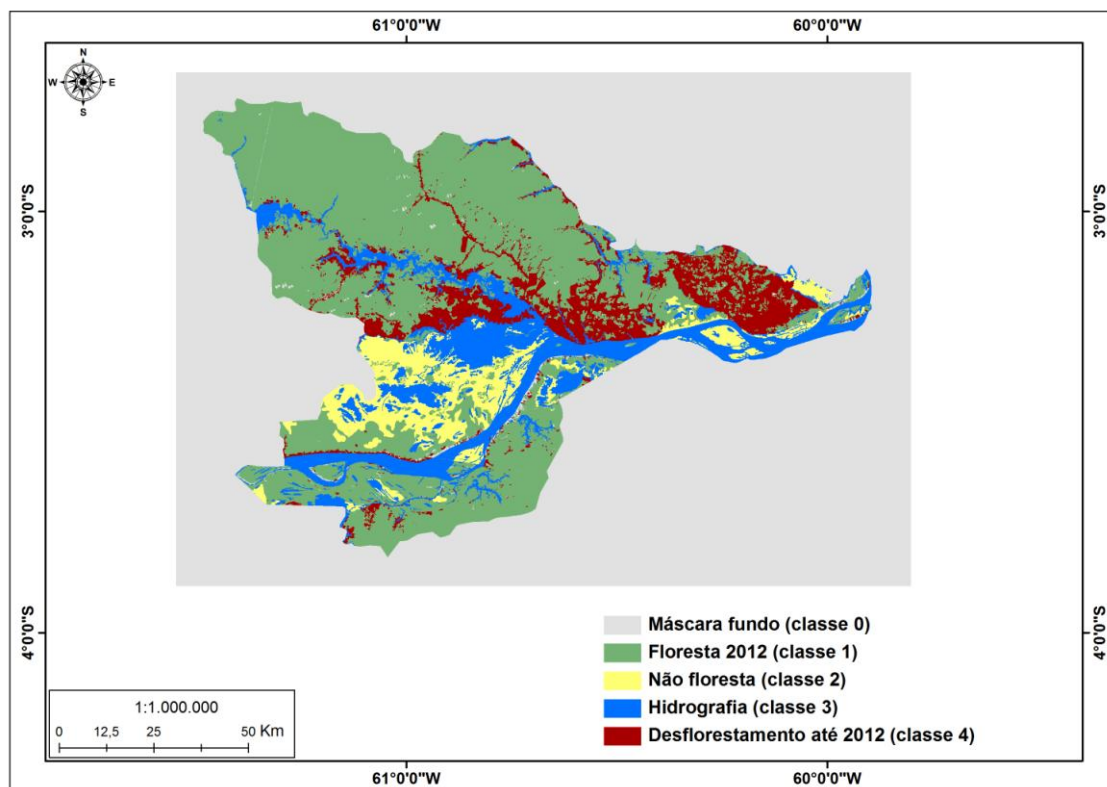 61°0'0"W
60°0'0"W
N
W
E
S
3°0'0"S
3°0'0"S
4°0'0"S
4°0'0"S
Máscara fundo (classe 0)
Floresta 2012 (classe 1)
Não floresta (classe 2)
Hidrografia (classe 3)
Desflorestamento até 2012 (classe 4)
1:1.000.000
0 12,5 25 50 Km
61°0'0"W
60°0'0"W